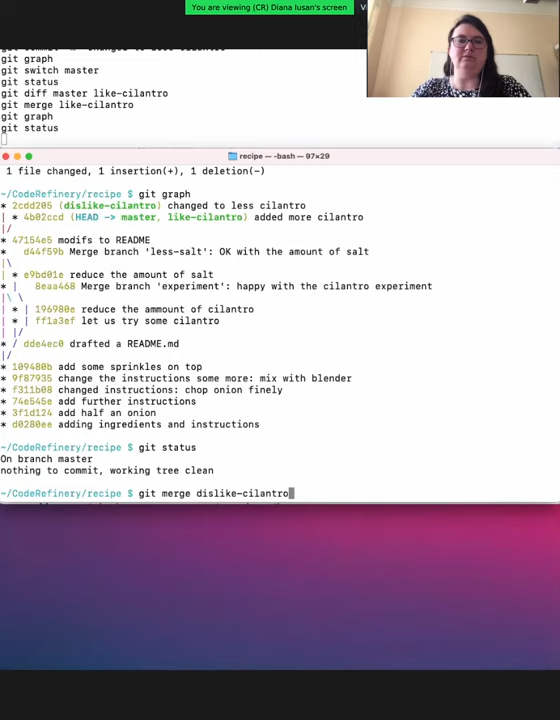 You are viewing (CR) Diana Iusan's screen
git graph
git switch master
git status
git diff master like-cilantro
git merge like-cilantro
git graph
git status
recipe — -bash — 97×29
1 file changed, 1 insertion(+), 1 deletion(-)
~/CodeRefinery/recipe $ git graph
* 2cdd205 (dislike-cilantro) changed to less cilantro
| * 4b02ccd (HEAD -> master, like-cilantro) added more cilantro
|/
* 47154e5 modifs to README
*   d44f59b Merge branch 'less-salt': OK with the amount of salt
|\
| * e9bd01e reduce the amount of salt
* |   8eaa468 Merge branch 'experiment': happy with the cilantro experiment
|\ \
| * | 196980e reduce the ammount of cilantro
| * | ff1a3ef let us try some cilantro
| |/
* / dde4ec0 drafted a README.md
|/
* 109480b add some sprinkles on top
* 9f87935 change the instructions some more: mix with blender
* f311b08 changed instructions: chop onion finely
* 74e545e add further instructions
* 3f1d124 add half an onion
* d0280ee adding ingredients and instructions
~/CodeRefinery/recipe $ git status
On branch master
nothing to commit, working tree clean
~/CodeRefinery/recipe $ git merge dislike-cilantro